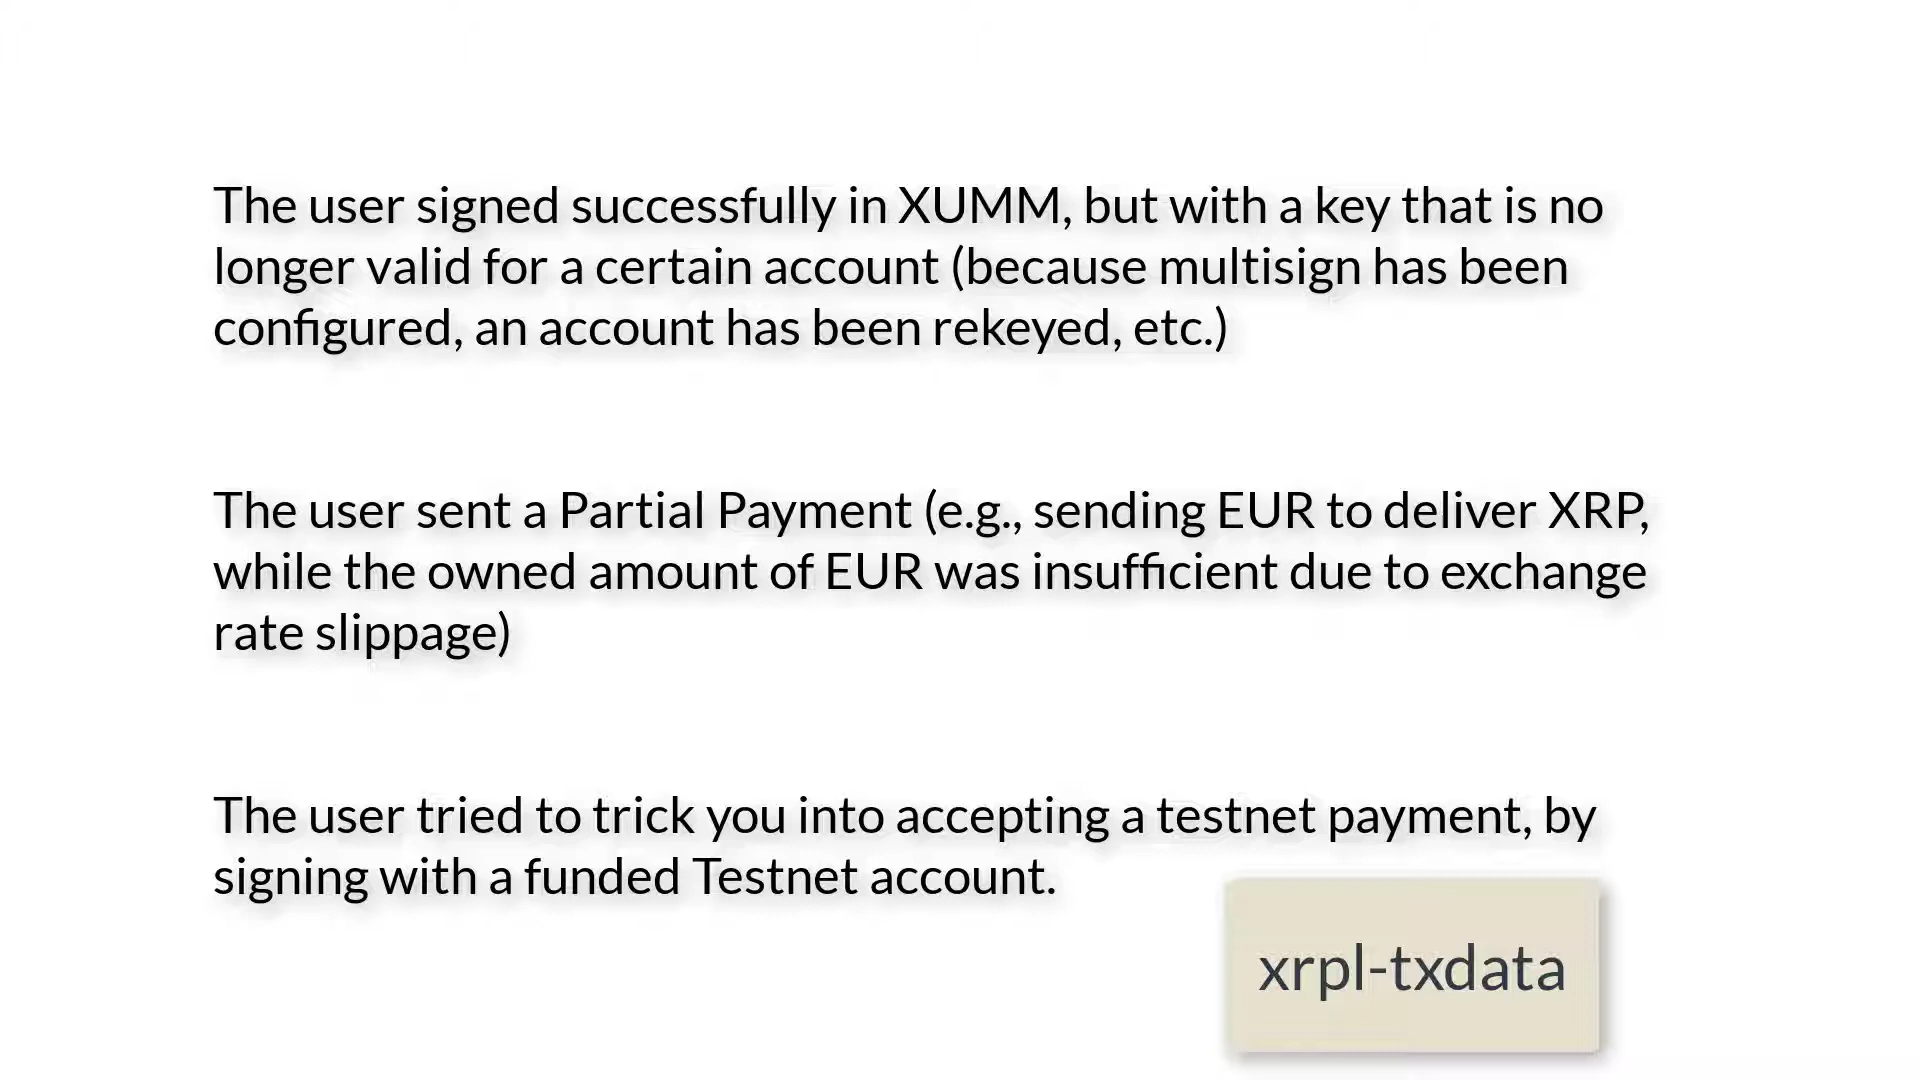 The user signed successfully in XUMM, but with a key that is no
longer valid for a certain account (because multisign has been
configured, an account has been rekeyed, etc.)
The user sent a Partial Payment (e.g., sending EUR to deliver XRP,
while the owned amount of EUR was insufficient due to exchange
rate slippage)
The user tried to trick you into accepting a testnet payment, by
signing with a funded Testnet account.
xrpl-txdata